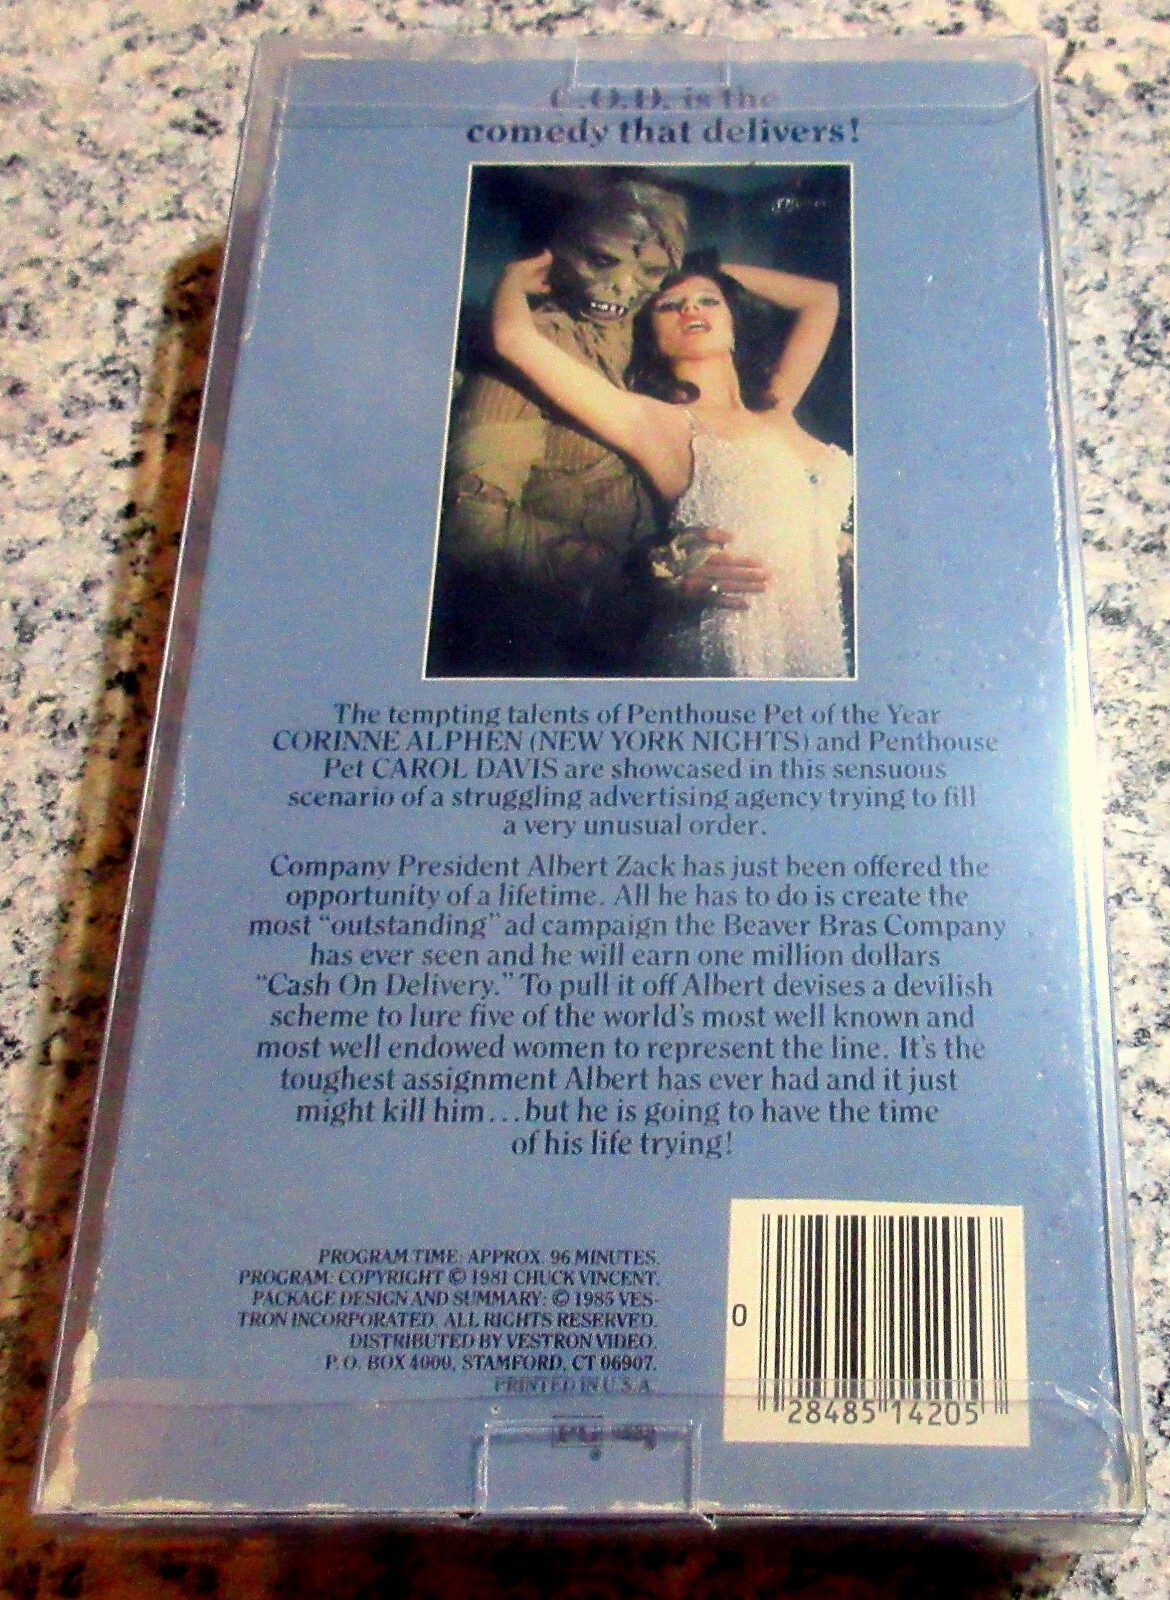 C.O.D. is the
comedy that delivers!
The tempting talents of Penthouse Pet of the Year
CORINNE ALPHEN (NEW YORK NIGHTS) and Penthouse
Pet CAROL DAVIS are showcased in this sensuous
scenario of a struggling advertising agency trying to fill
a very unusual order.
Company President Albert Zack has just been offered the
opportunity of a lifetime. All he has to do is create the
most “outstanding” ad campaign the Beaver Bras Company
has ever seen and he will earn one million dollars
“Cash On Delivery.” To pull it off Albert devises a devilish
scheme to lure five of the world's most well known and
most well endowed women to represent the line. It's the
toughest assignment Albert has ever had and it just
might kill him...but he is going to have the time
of his life trying!
PROGRAM TIME: APPROX. 96 MINUTES.
PROGRAM: COPYRIGHT © 1981 CHUCK VINCENT.
PACKAGE DESIGN AND SUMMARY: © 1985 VES-
TRON INCORPORATED. ALL RIGHTS RESERVED.
DISTRIBUTED BY VESTRON VIDEO.
P.O. BOX 4000, STAMFORD, CT 06907.
PRINTED IN U.S.A.
PG
0 28485 14205